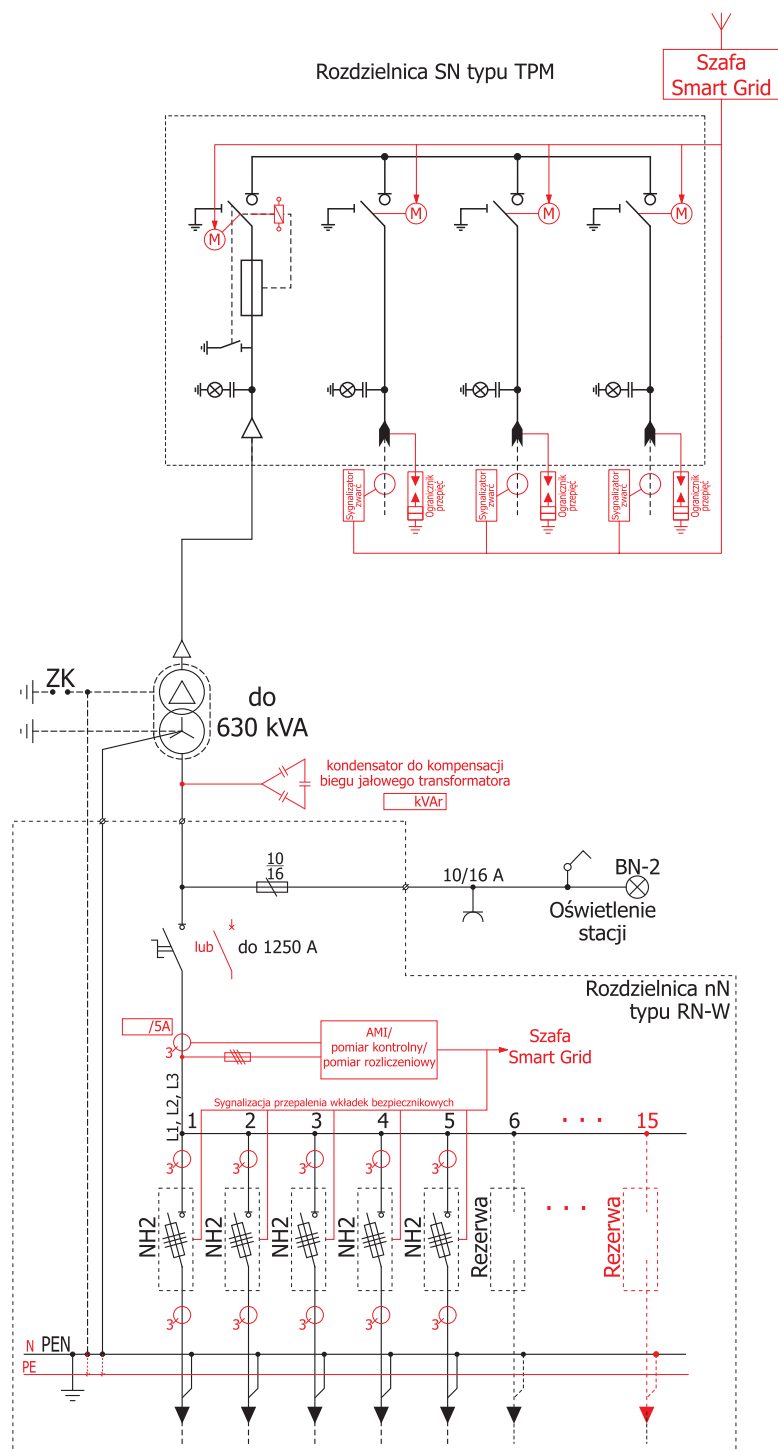 Szafa
Smart Grid
Rozdzielnica SN typu TPM
M
M
M
M
Sygnalizator
zwarć
Ogranicznik
przepięć
Sygnalizator
zwarć
Ogranicznik
przepięć
Sygnalizator
zwarć
Ogranicznik
przepięć
ZK
do
630 kVA
kondensator do kompensacji
biegu jałowego transformatora
kVAr
10
16
10/16 A
BN-2
Oświetlenie
stacji
lub
do 1250 A
Rozdzielnica nN
typu RN-W
/5A
3
AMI/
pomiar kontrolny/
pomiar rozliczeniowy
Szafa
Smart Grid
Sygnalizacja przepalenia wkładek bezpiecznikowych
L1, L2, L3
1 2 3 4 5 6 . . . 15
3 3 3 3 3
NH2 NH2 NH2 NH2 NH2 Rezerwa . . . Rezerwa
3 3 3 3 3
N PEN
PE